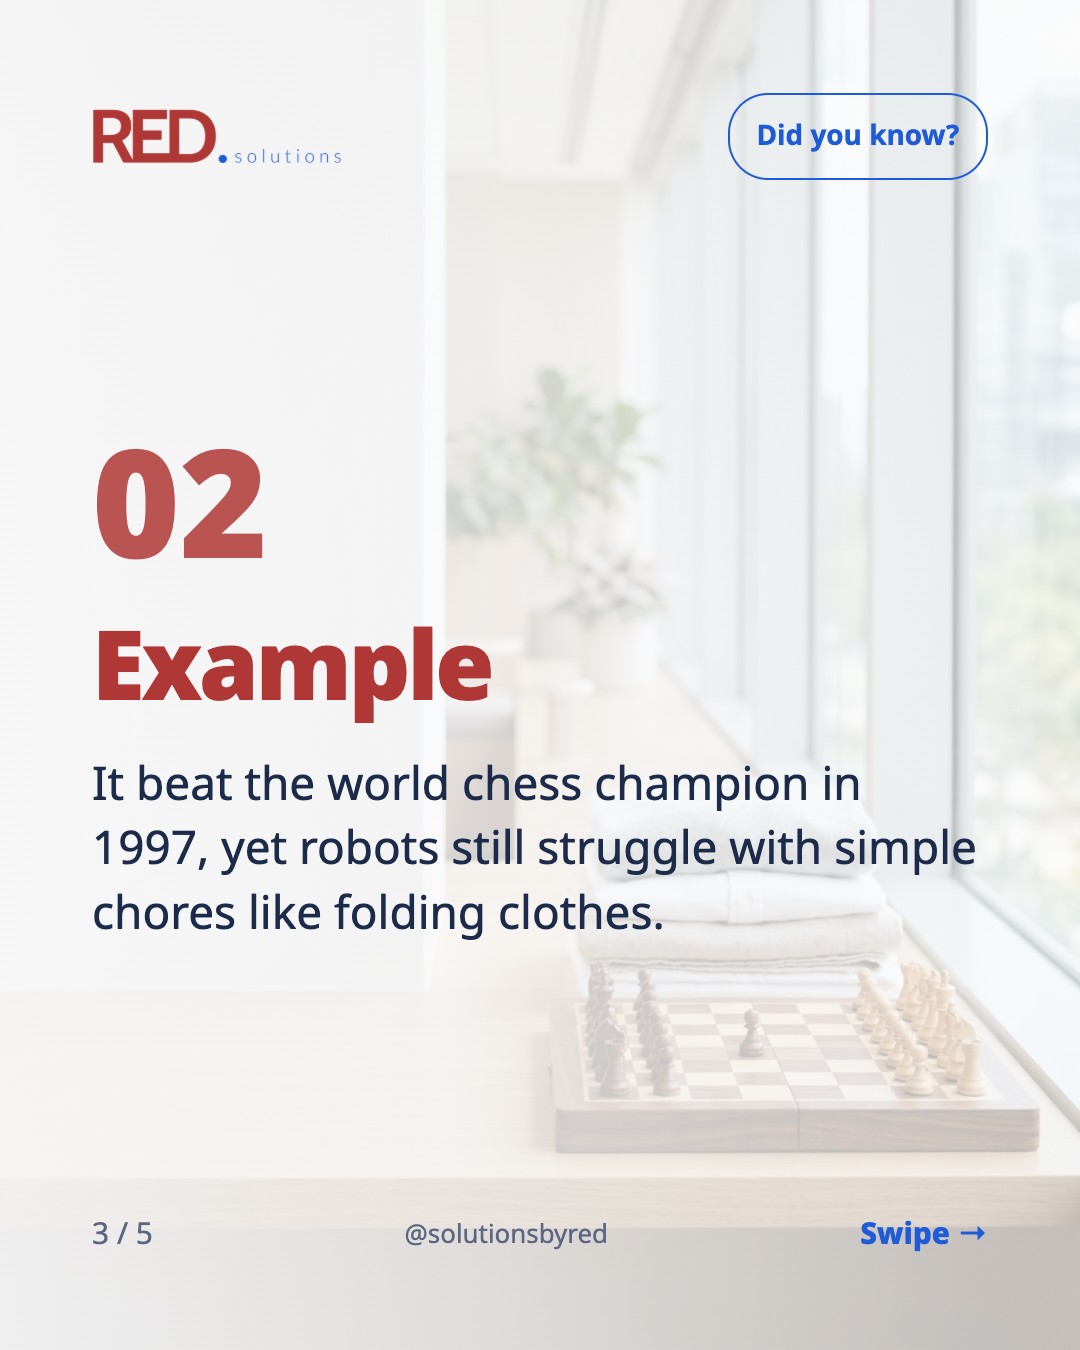 RED.solutions
Did you know?
02
Example
It beat the world chess champion in
1997, yet robots still struggle with simple
chores like folding clothes.
3 / 5
@solutionsbyred
Swipe →